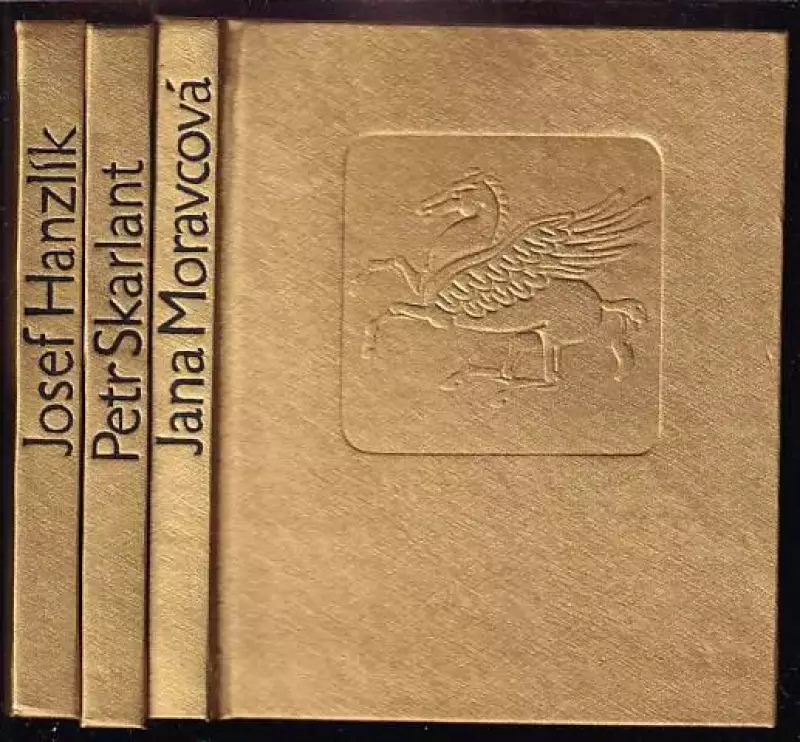 Josef Hanzlík
Petr Skarlant
Jana Moravcová